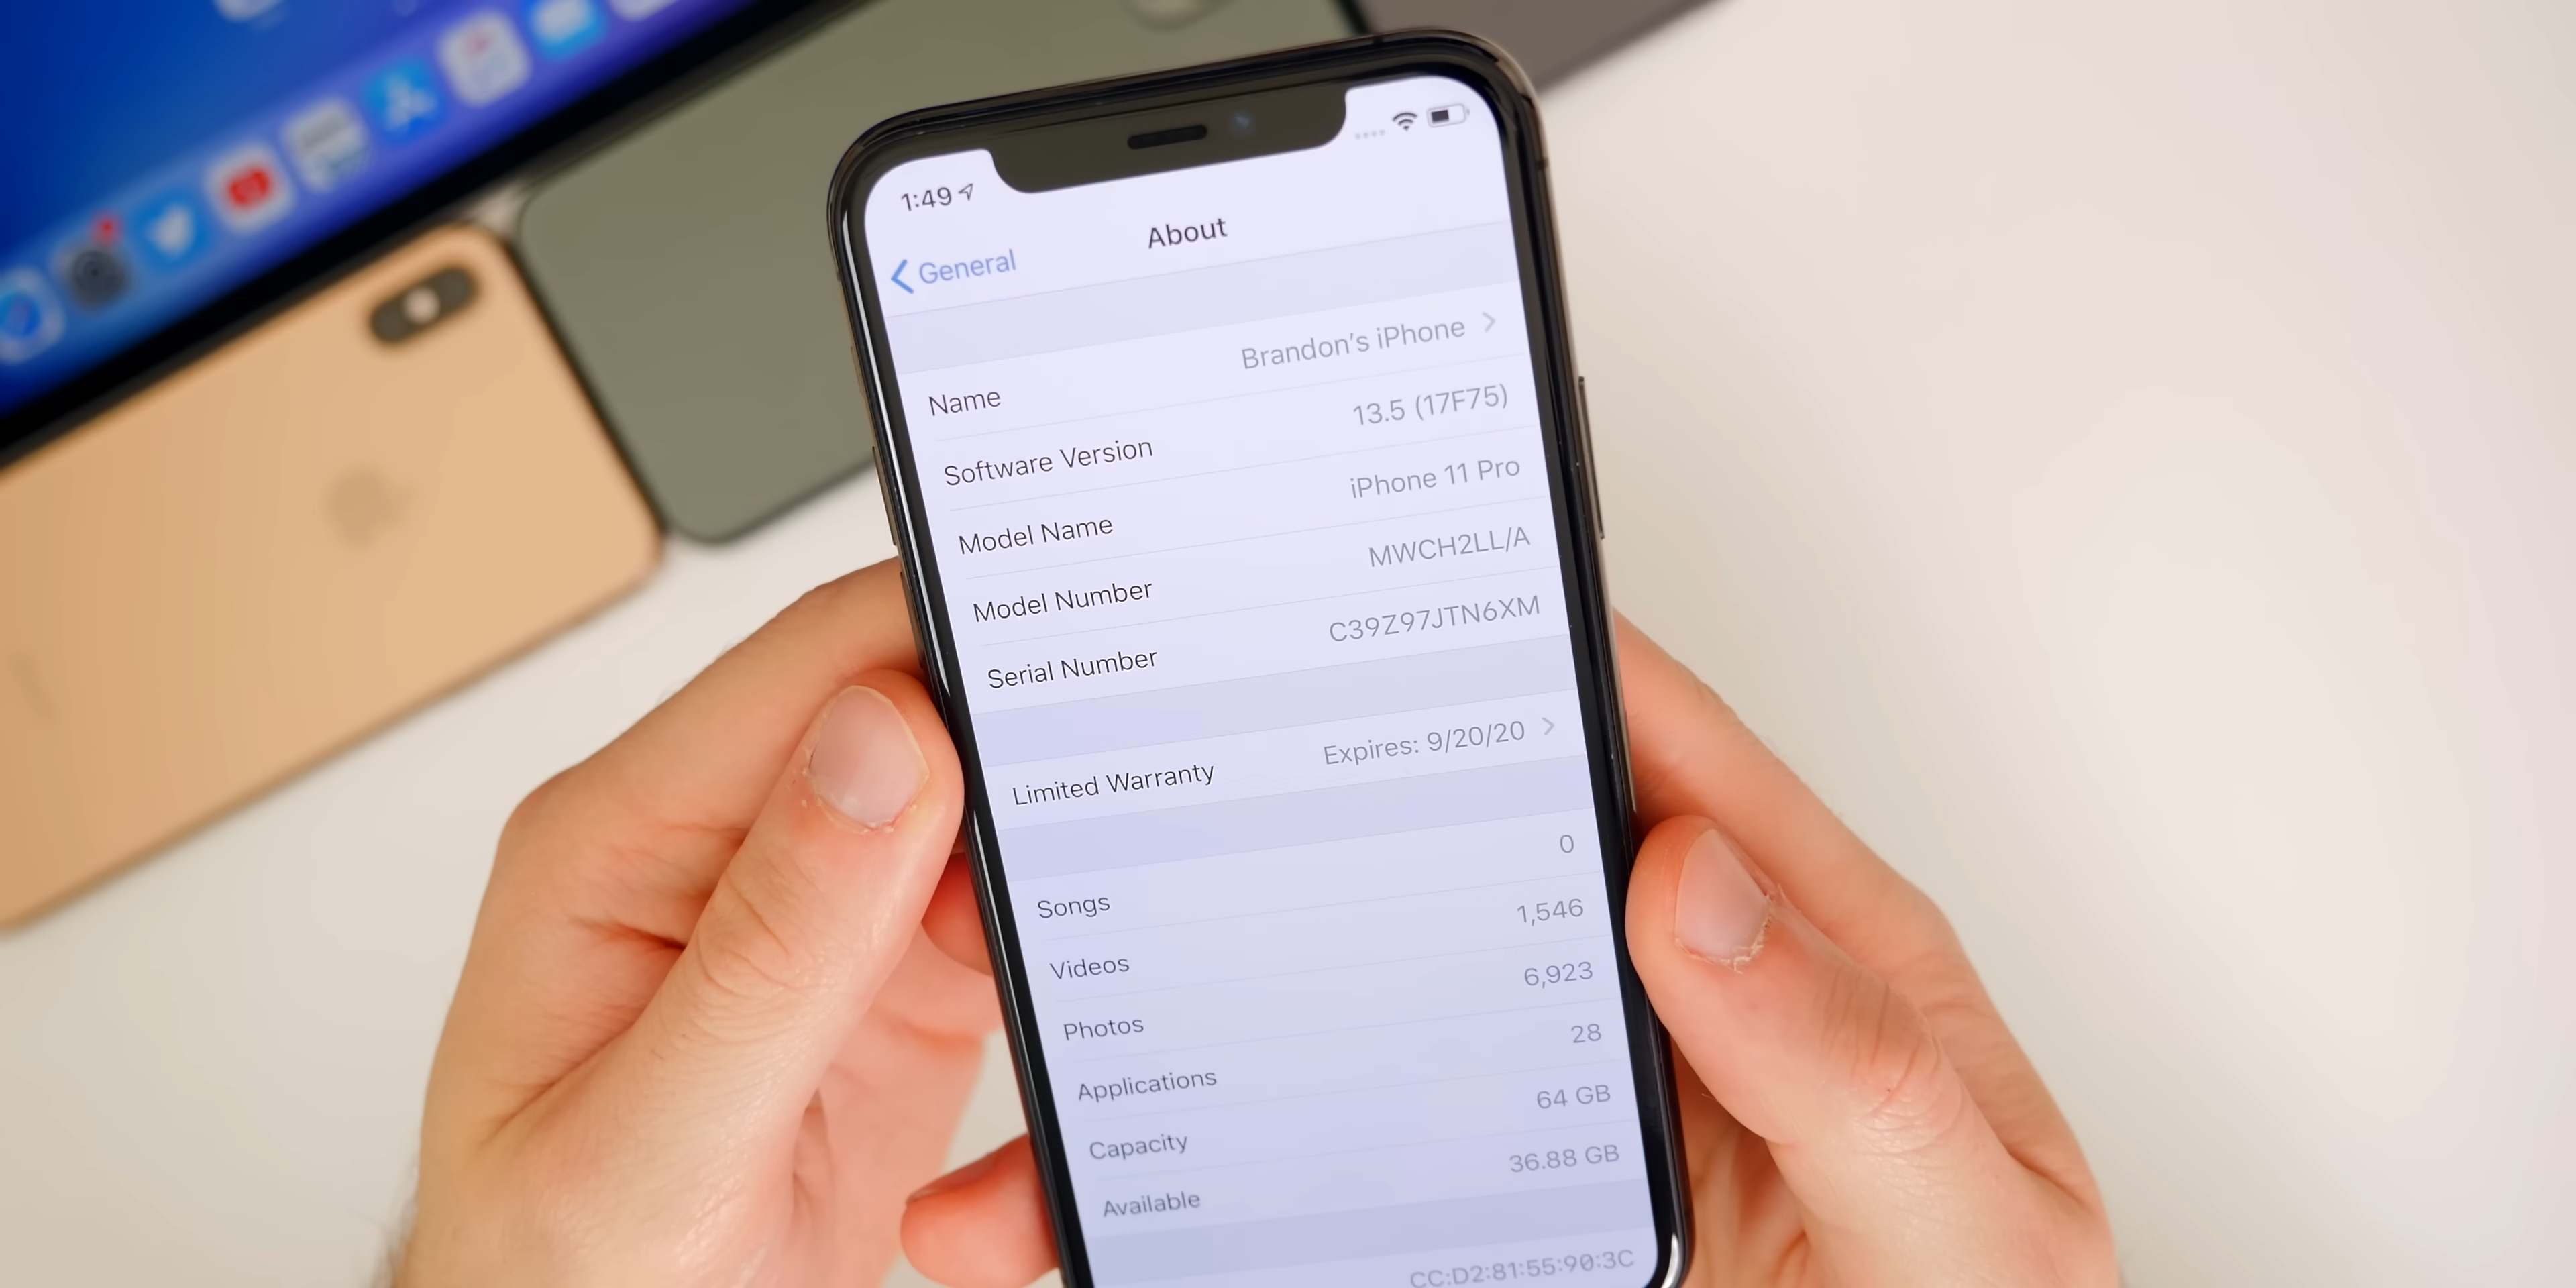 1:49
General
About
Name Brandon's iPhone
Software Version 13.5 (17F75)
Model Name iPhone 11 Pro
Model Number MWCH2LL/A
Serial Number C39Z97JTN6XM
Limited Warranty Expires: 9/20/20
Songs 0
Videos 1,546
Photos 6,923
Applications 28
Capacity 64 GB
Available 36.88 GB
CC:D2:81:55:90:3C